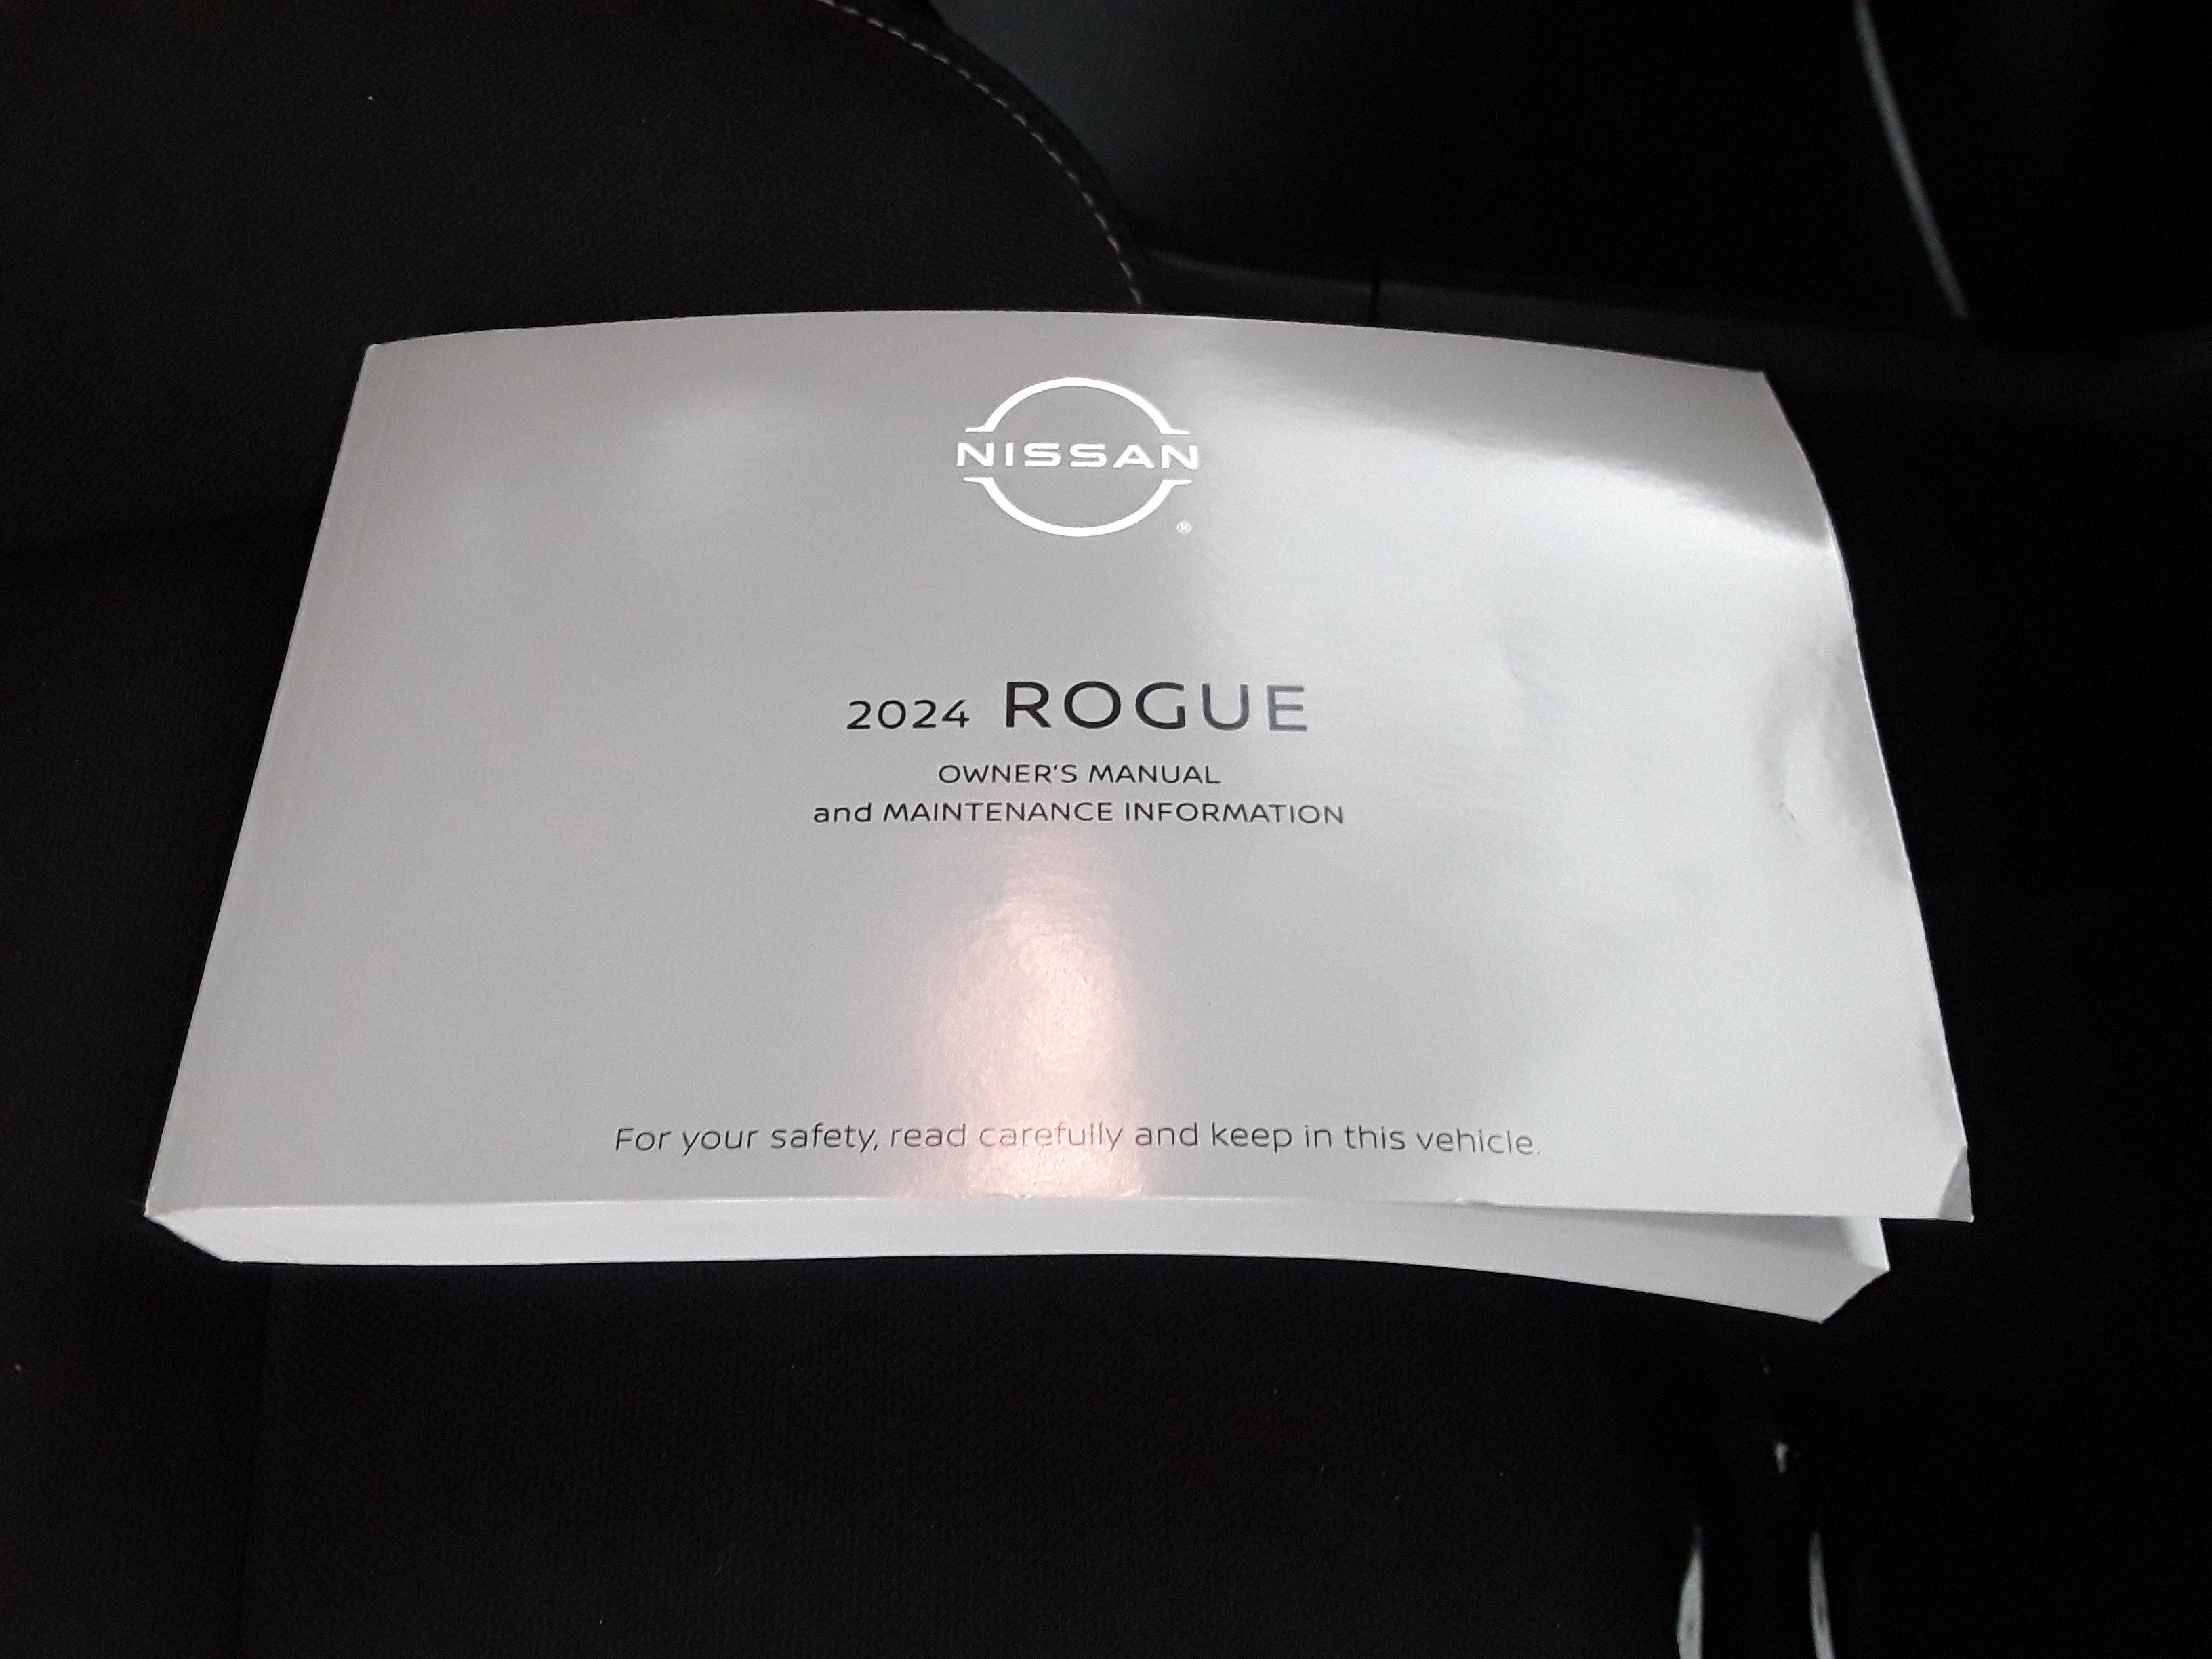 NISSAN
®
2024 ROGUE
OWNER'S MANUAL
and MAINTENANCE INFORMATION
For your safety, read carefully and keep in this vehicle.